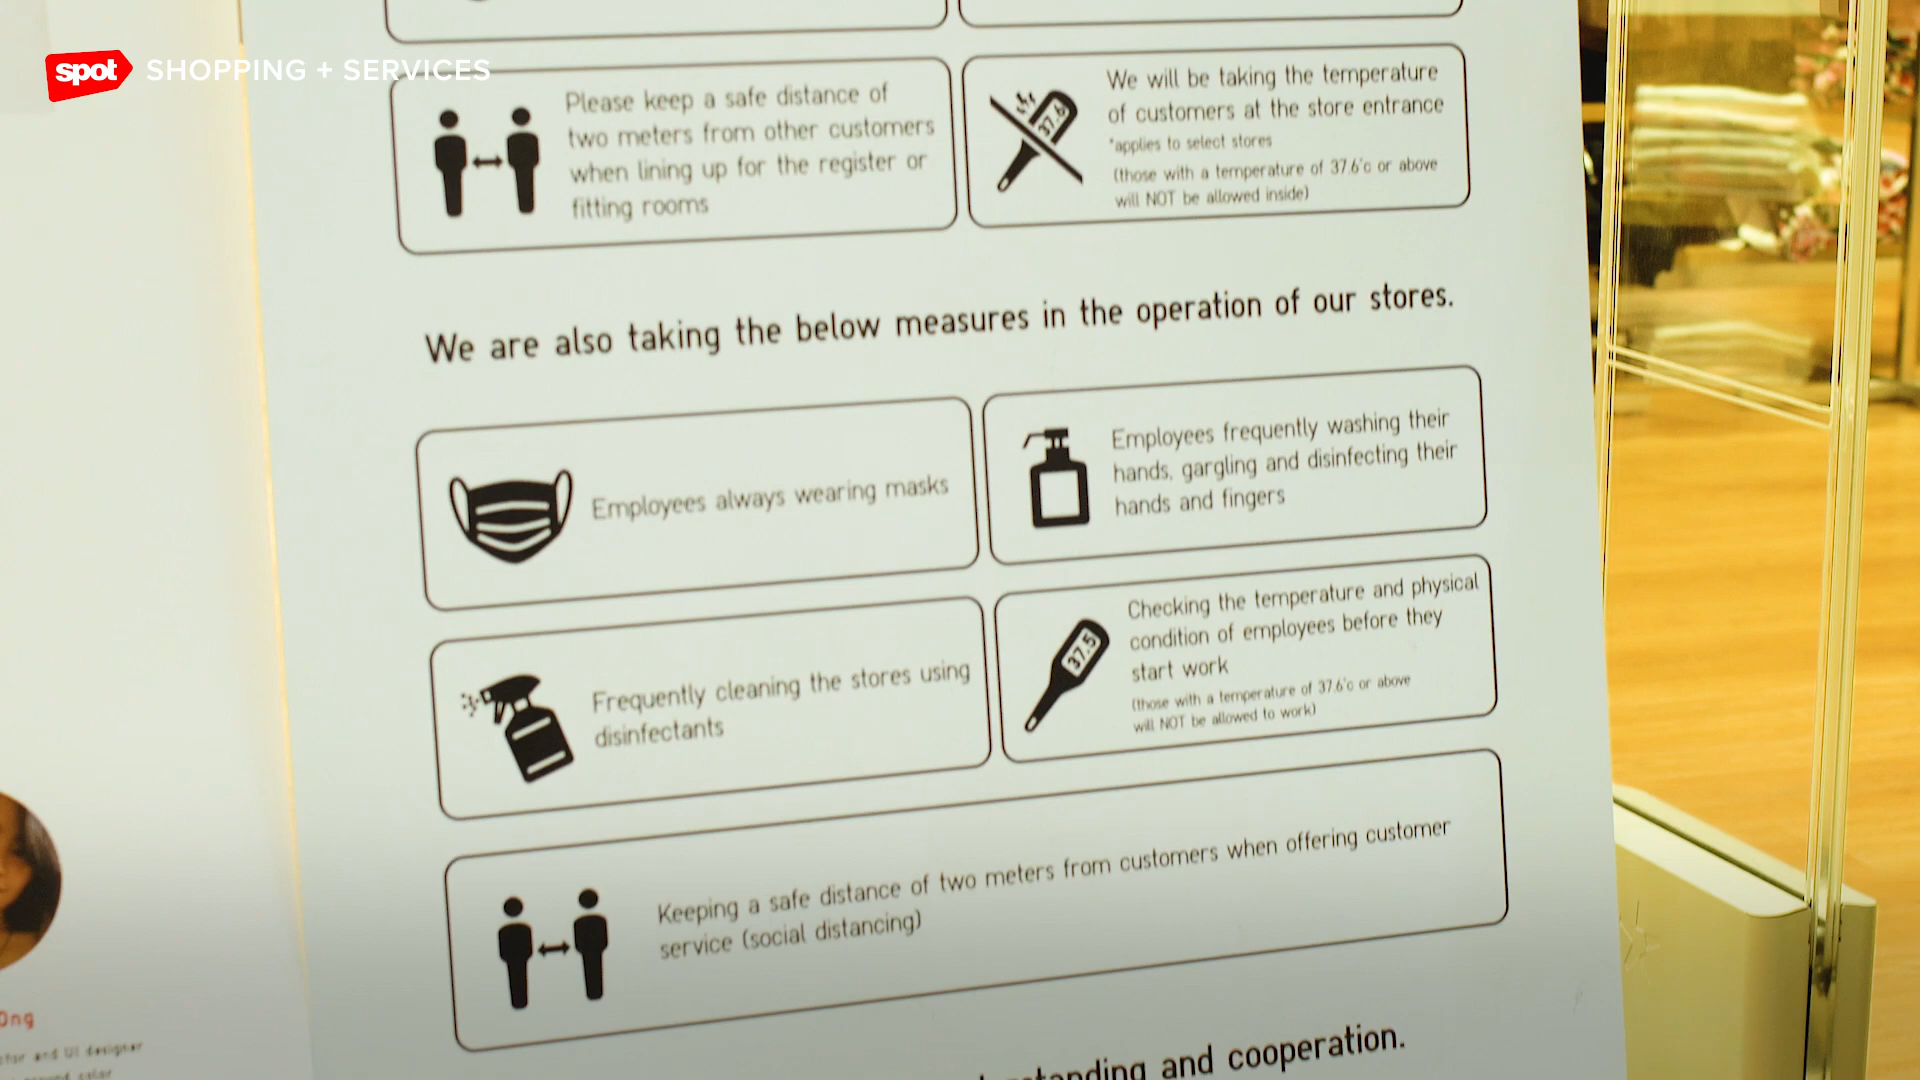 spot SHOPPING + SERVICES
Please keep a safe distance of
two meters from other customers
when lining up for the register or
fitting rooms
37.6
We will be taking the temperature
of customers at the store entrance
*applies to select stores
(those with a temperature of 37.6°c or above
will NOT be allowed inside)
We are also taking the below measures in the operation of our stores.
Employees always wearing masks
Employees frequently washing their
hands, gargling and disinfecting their
hands and fingers
Frequently cleaning the stores using
disinfectants
37.5
Checking the temperature and physical
condition of employees before they
start work
(those with a temperature of 37.6°c or above
will NOT be allowed to work)
Keeping a safe distance of two meters from customers when offering customer
service (social distancing)
and cooperation.
Ong
and UI designer
color